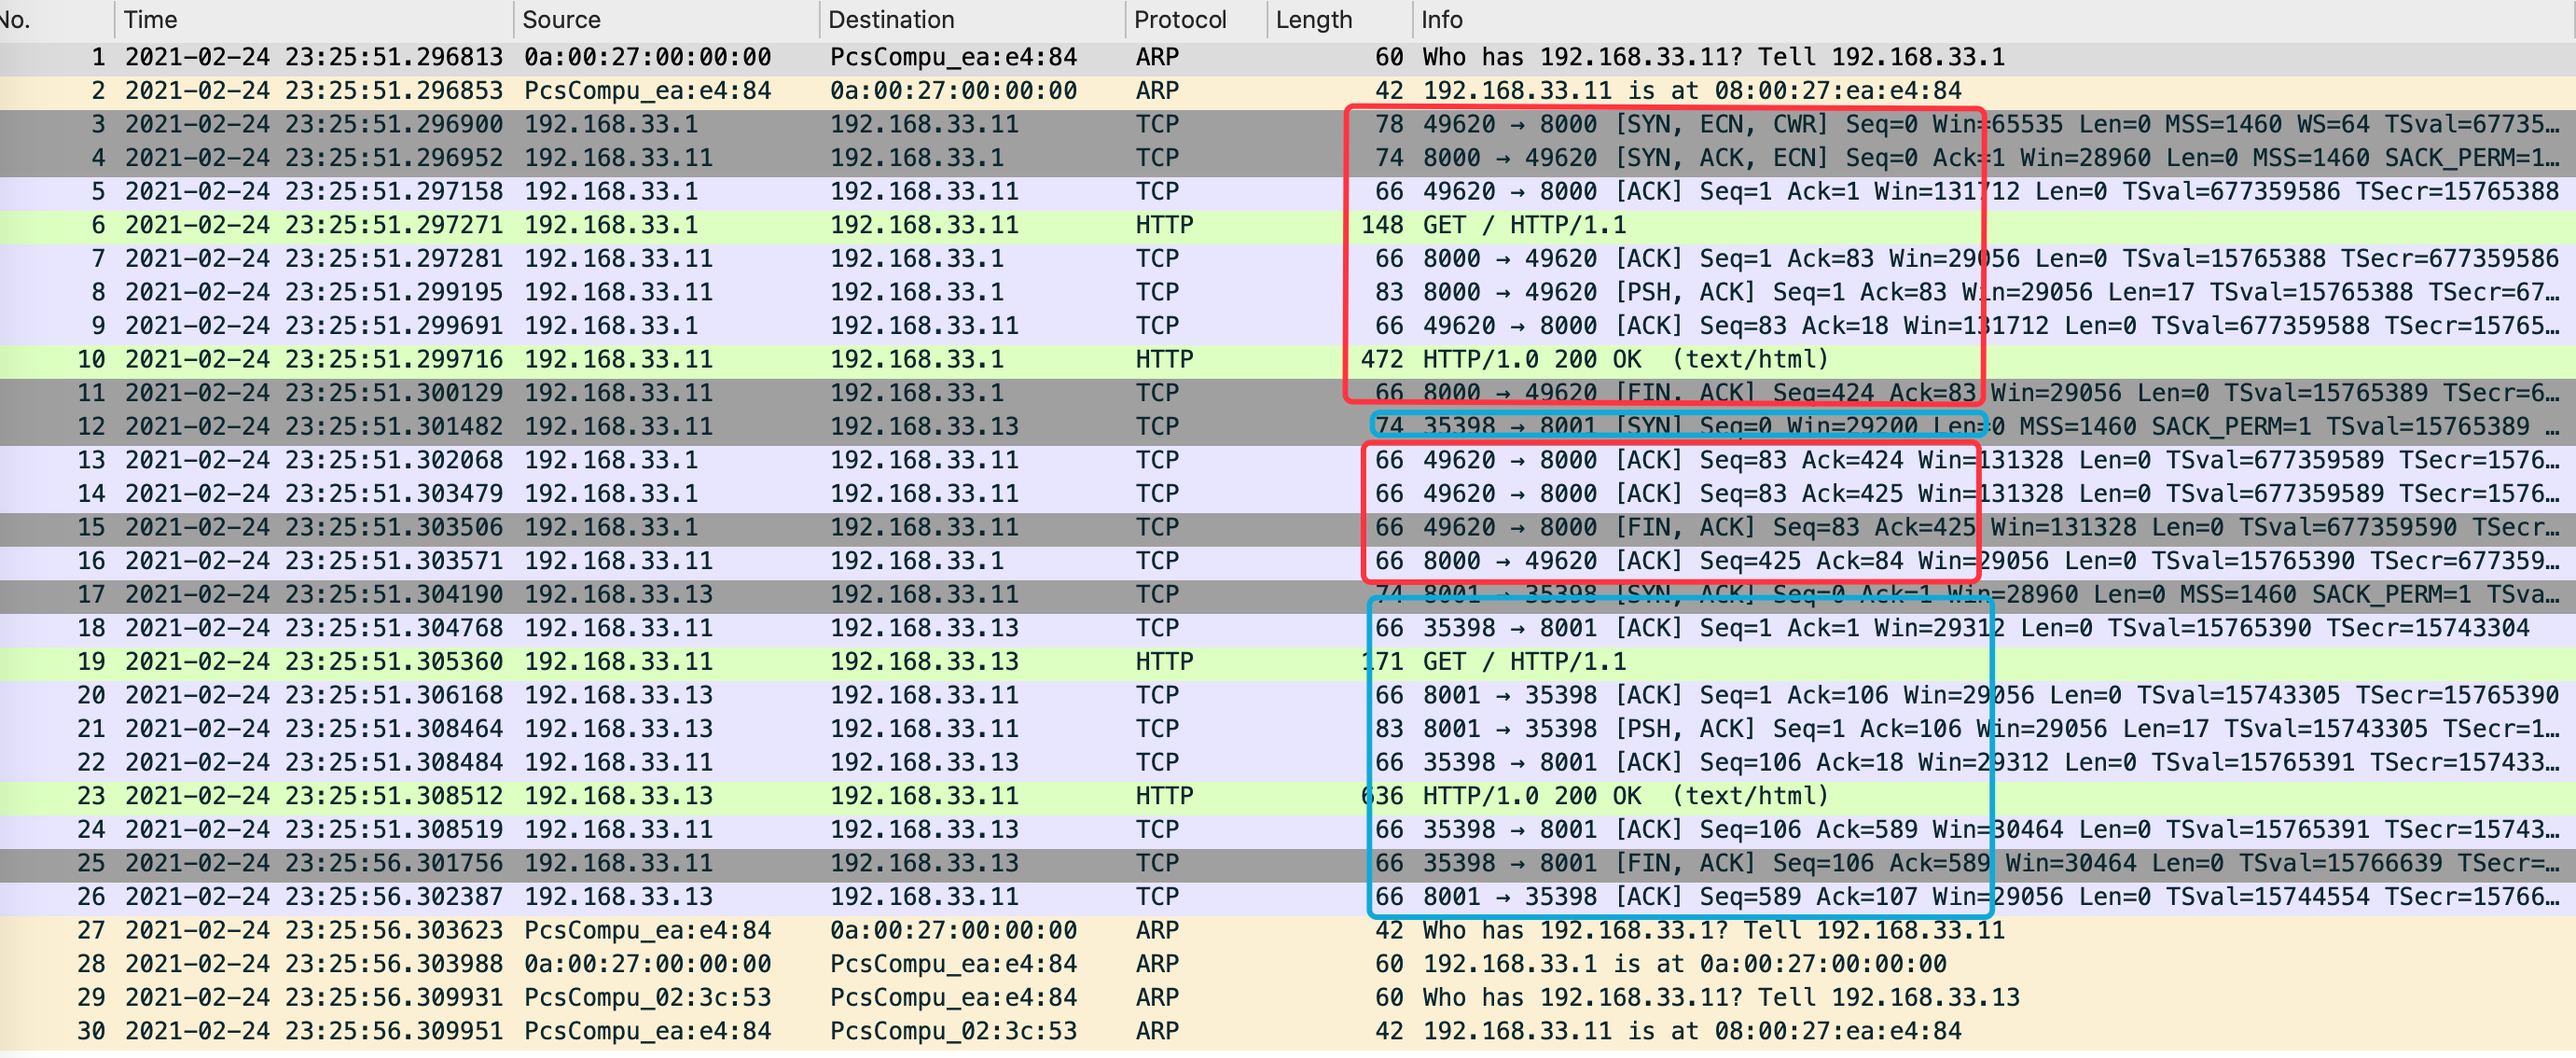 No. Time Source Destination Protocol Length Info
1 2021-02-24 23:25:51.296813 0a:00:27:00:00:00 PcsCompu_ea:e4:84 ARP 60 Who has 192.168.33.11? Tell 192.168.33.1
2 2021-02-24 23:25:51.296853 PcsCompu_ea:e4:84 0a:00:27:00:00:00 ARP 42 192.168.33.11 is at 08:00:27:ea:e4:84
3 2021-02-24 23:25:51.296900 192.168.33.1 192.168.33.11 TCP 78 49620 → 8000 [SYN, ECN, CWR] Seq=0 Win=65535 Len=0 MSS=1460 WS=64 TSval=67735…
4 2021-02-24 23:25:51.296952 192.168.33.11 192.168.33.1 TCP 74 8000 → 49620 [SYN, ACK, ECN] Seq=0 Ack=1 Win=28960 Len=0 MSS=1460 SACK_PERM=1…
5 2021-02-24 23:25:51.297158 192.168.33.1 192.168.33.11 TCP 66 49620 → 8000 [ACK] Seq=1 Ack=1 Win=131712 Len=0 TSval=677359586 TSecr=15765388
6 2021-02-24 23:25:51.297271 192.168.33.1 192.168.33.11 HTTP 148 GET / HTTP/1.1
7 2021-02-24 23:25:51.297281 192.168.33.11 192.168.33.1 TCP 66 8000 → 49620 [ACK] Seq=1 Ack=83 Win=29056 Len=0 TSval=15765388 TSecr=677359586
8 2021-02-24 23:25:51.299195 192.168.33.11 192.168.33.1 TCP 83 8000 → 49620 [PSH, ACK] Seq=1 Ack=83 Win=29056 Len=17 TSval=15765388 TSecr=67…
9 2021-02-24 23:25:51.299691 192.168.33.1 192.168.33.11 TCP 66 49620 → 8000 [ACK] Seq=83 Ack=18 Win=131712 Len=0 TSval=677359588 TSecr=15765…
10 2021-02-24 23:25:51.299716 192.168.33.11 192.168.33.1 HTTP 472 HTTP/1.0 200 OK (text/html)
11 2021-02-24 23:25:51.300129 192.168.33.11 192.168.33.1 TCP 66 8000 → 49620 [FIN, ACK] Seq=424 Ack=83 Win=29056 Len=0 TSval=15765389 TSecr=6…
12 2021-02-24 23:25:51.301482 192.168.33.11 192.168.33.13 TCP 74 35398 → 8001 [SYN] Seq=0 Win=29200 Len=0 MSS=1460 SACK_PERM=1 TSval=15765389 …
13 2021-02-24 23:25:51.302068 192.168.33.1 192.168.33.11 TCP 66 49620 → 8000 [ACK] Seq=83 Ack=424 Win=131328 Len=0 TSval=677359589 TSecr=1576…
14 2021-02-24 23:25:51.303479 192.168.33.1 192.168.33.11 TCP 66 49620 → 8000 [ACK] Seq=83 Ack=425 Win=131328 Len=0 TSval=677359589 TSecr=1576…
15 2021-02-24 23:25:51.303506 192.168.33.1 192.168.33.11 TCP 66 49620 → 8000 [FIN, ACK] Seq=83 Ack=425 Win=131328 Len=0 TSval=677359590 TSecr…
16 2021-02-24 23:25:51.303571 192.168.33.11 192.168.33.1 TCP 66 8000 → 49620 [ACK] Seq=425 Ack=84 Win=29056 Len=0 TSval=15765390 TSecr=677359…
17 2021-02-24 23:25:51.304190 192.168.33.13 192.168.33.11 TCP 74 8001 → 35398 [SYN, ACK] Seq=0 Ack=1 Win=28960 Len=0 MSS=1460 SACK_PERM=1 TSva…
18 2021-02-24 23:25:51.304768 192.168.33.11 192.168.33.13 TCP 66 35398 → 8001 [ACK] Seq=1 Ack=1 Win=29312 Len=0 TSval=15765390 TSecr=15743304
19 2021-02-24 23:25:51.305360 192.168.33.11 192.168.33.13 HTTP 171 GET / HTTP/1.1
20 2021-02-24 23:25:51.306168 192.168.33.13 192.168.33.11 TCP 66 8001 → 35398 [ACK] Seq=1 Ack=106 Win=29056 Len=0 TSval=15743305 TSecr=15765390
21 2021-02-24 23:25:51.308464 192.168.33.13 192.168.33.11 TCP 83 8001 → 35398 [PSH, ACK] Seq=1 Ack=106 Win=29056 Len=17 TSval=15743305 TSecr=1…
22 2021-02-24 23:25:51.308484 192.168.33.11 192.168.33.13 TCP 66 35398 → 8001 [ACK] Seq=106 Ack=18 Win=29312 Len=0 TSval=15765391 TSecr=157433…
23 2021-02-24 23:25:51.308512 192.168.33.13 192.168.33.11 HTTP 636 HTTP/1.0 200 OK (text/html)
24 2021-02-24 23:25:51.308519 192.168.33.11 192.168.33.13 TCP 66 35398 → 8001 [ACK] Seq=106 Ack=589 Win=30464 Len=0 TSval=15765391 TSecr=15743…
25 2021-02-24 23:25:56.301756 192.168.33.11 192.168.33.13 TCP 66 35398 → 8001 [FIN, ACK] Seq=106 Ack=589 Win=30464 Len=0 TSval=15766639 TSecr=…
26 2021-02-24 23:25:56.302387 192.168.33.13 192.168.33.11 TCP 66 8001 → 35398 [ACK] Seq=589 Ack=107 Win=29056 Len=0 TSval=15744554 TSecr=15766…
27 2021-02-24 23:25:56.303623 PcsCompu_ea:e4:84 0a:00:27:00:00:00 ARP 42 Who has 192.168.33.1? Tell 192.168.33.11
28 2021-02-24 23:25:56.303988 0a:00:27:00:00:00 PcsCompu_ea:e4:84 ARP 60 192.168.33.1 is at 0a:00:27:00:00:00
29 2021-02-24 23:25:56.309931 PcsCompu_02:3c:53 PcsCompu_ea:e4:84 ARP 60 Who has 192.168.33.11? Tell 192.168.33.13
30 2021-02-24 23:25:56.309951 PcsCompu_ea:e4:84 PcsCompu_02:3c:53 ARP 42 192.168.33.11 is at 08:00:27:ea:e4:84